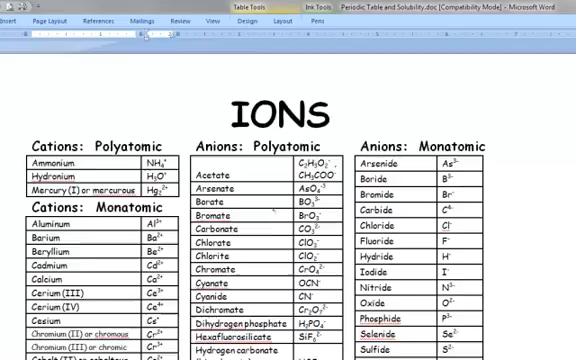 Table Tools
Ink Tools
Periodic Table and Solubility.doc [Compatibility Mode] - Microsoft Word
Insert
Page Layout
References
Mailings
Review
View
Design
Layout
Pens
IONS
Cations: Polyatomic
Ammonium NH₄⁺
Hydronium H₃O⁺
Mercury (I) or mercurous Hg₂²⁺
Cations: Monatomic
Aluminum Al³⁺
Barium Ba²⁺
Beryllium Be²⁺
Cadmium Cd²⁺
Calcium Ca²⁺
Cerium (III) Ce³⁺
Cerium (IV) Ce⁴⁺
Cesium Cs⁺
Chromium (II) or chromous Cr²⁺
Chromium (III) or chromic Cr³⁺
Cobalt (II) or cobaltous
Anions: Polyatomic
C₂H₃O₂⁻ ,
Acetate CH₃COO⁻
Arsenate AsO₄⁻³
Borate BO₃³⁻
Bromate BrO₃⁻
Carbonate CO₃²⁻
Chlorate ClO₃⁻
Chlorite ClO₂⁻
Chromate CrO₄²⁻
Cyanate OCN⁻
Cyanide CN⁻
Dichromate Cr₂O₇²⁻
Dihydrogen phosphate H₂PO₄⁻
Hexafluorosilicate SiF₆²⁻
Hydrogen carbonate
Anions: Monatomic
Arsenide As³⁻
Boride B³⁻
Bromide Br⁻
Carbide C⁴⁻
Chloride Cl⁻
Fluoride F⁻
Hydride H⁻
Iodide I⁻
Nitride N³⁻
Oxide O²⁻
Phosphide P³⁻
Selenide Se²⁻
Sulfide S²⁻